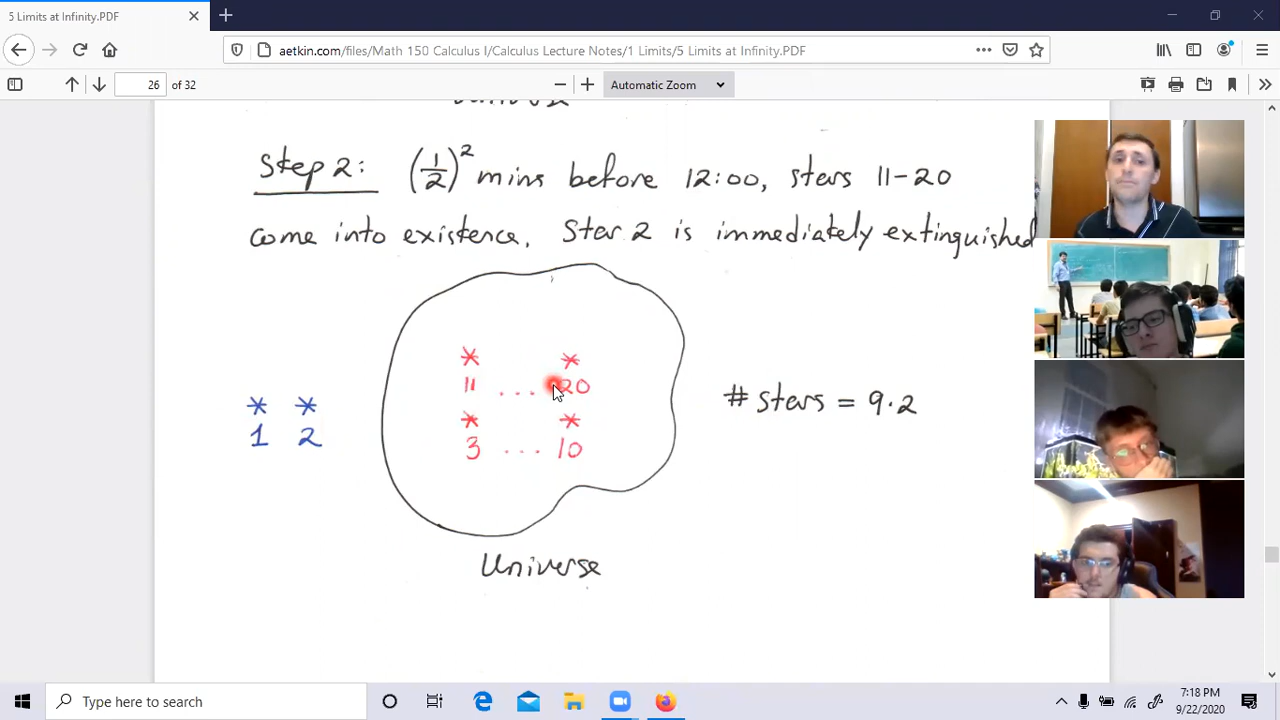 5 Limits at Infinity.PDF
aetkin.com/files/Math 150 Calculus I/Calculus Lecture Notes/1 Limits/5 Limits at Infinity.PDF
26 of 32
Automatic Zoom
Step 2: (1/2)^2 mins before 12:00, stars 11-20
come into existence. Star 2 is immediately extinguished
* *
11 ... 20
* *
3 ... 10
* *
1 2
# stars = 9·2
Universe
Type here to search
7:18 PM
9/22/2020